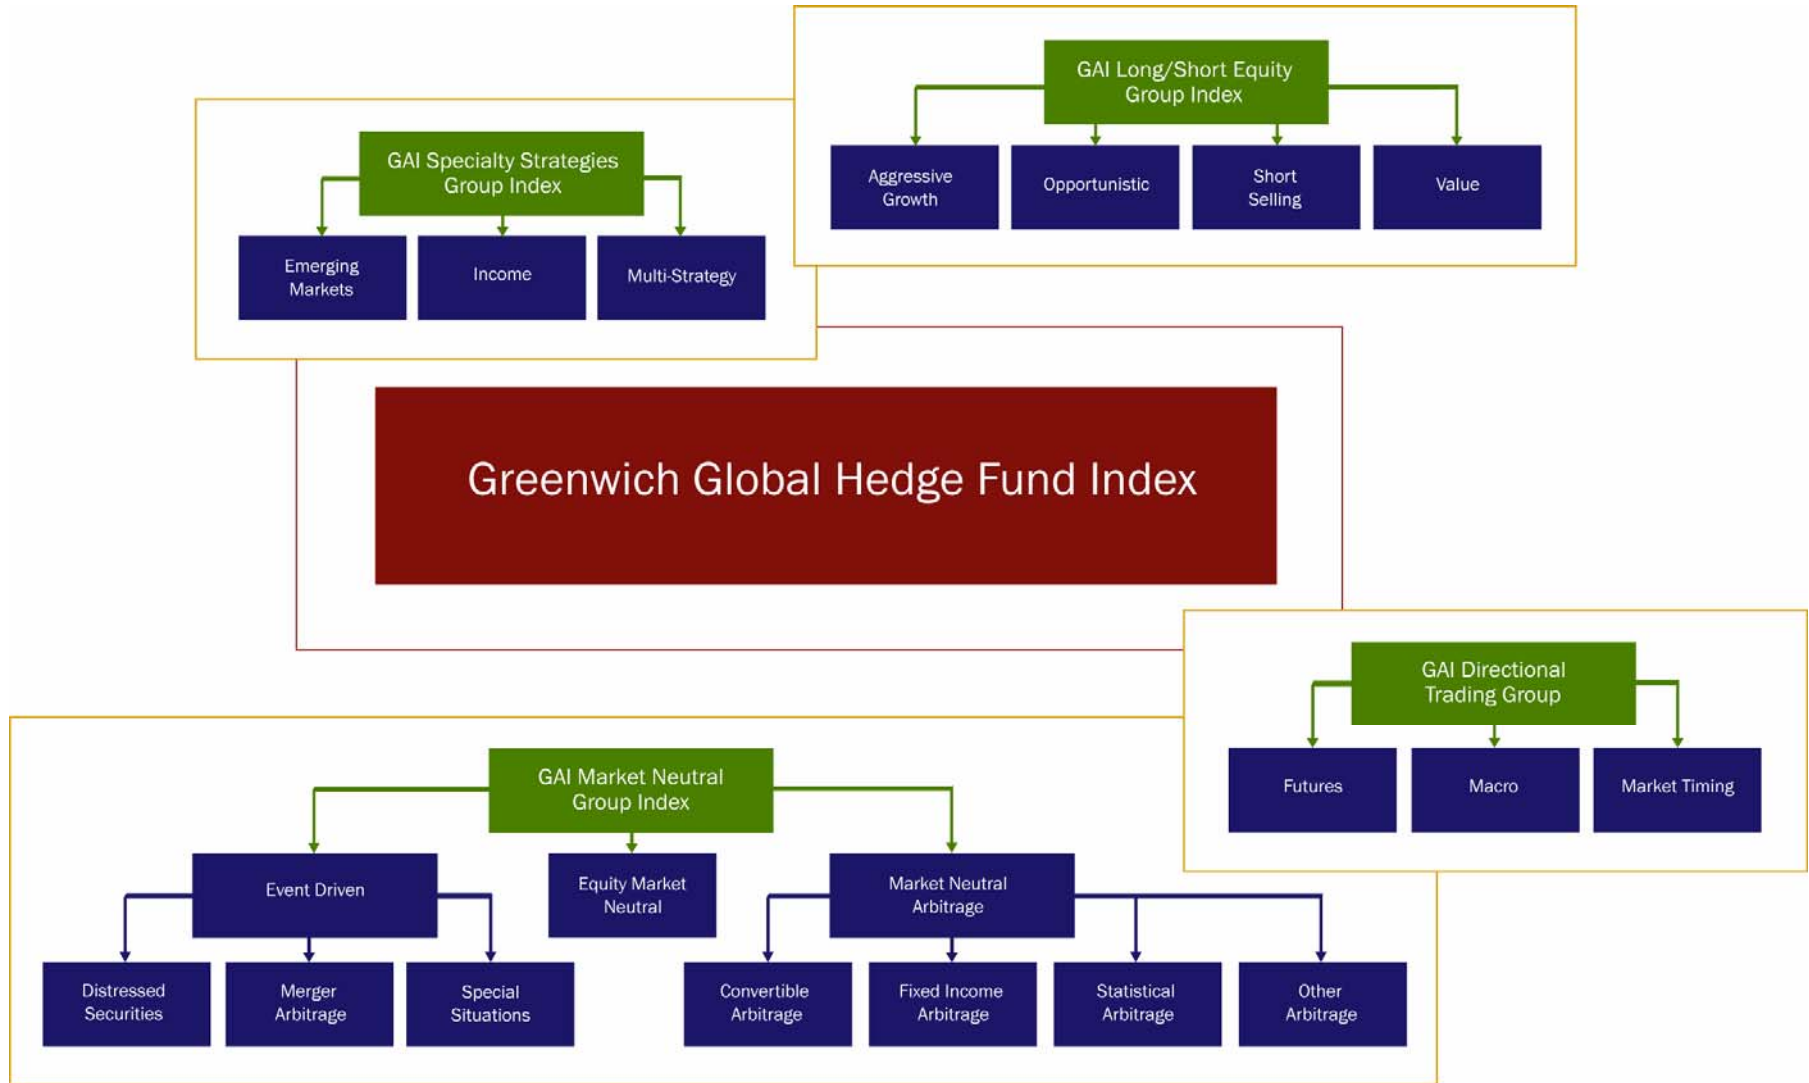 GAI Long/Short Equity
Group Index
Aggressive
Growth
Opportunistic
Short
Selling
Value
GAI Specialty Strategies
Group Index
Emerging
Markets
Income
Multi-Strategy
Greenwich Global Hedge Fund Index
GAI Directional
Trading Group
Futures
Macro
Market Timing
GAI Market Neutral
Group Index
Event Driven
Equity Market
Neutral
Market Neutral
Arbitrage
Distressed
Securities
Merger
Arbitrage
Special
Situations
Convertible
Arbitrage
Fixed Income
Arbitrage
Statistical
Arbitrage
Other
Arbitrage